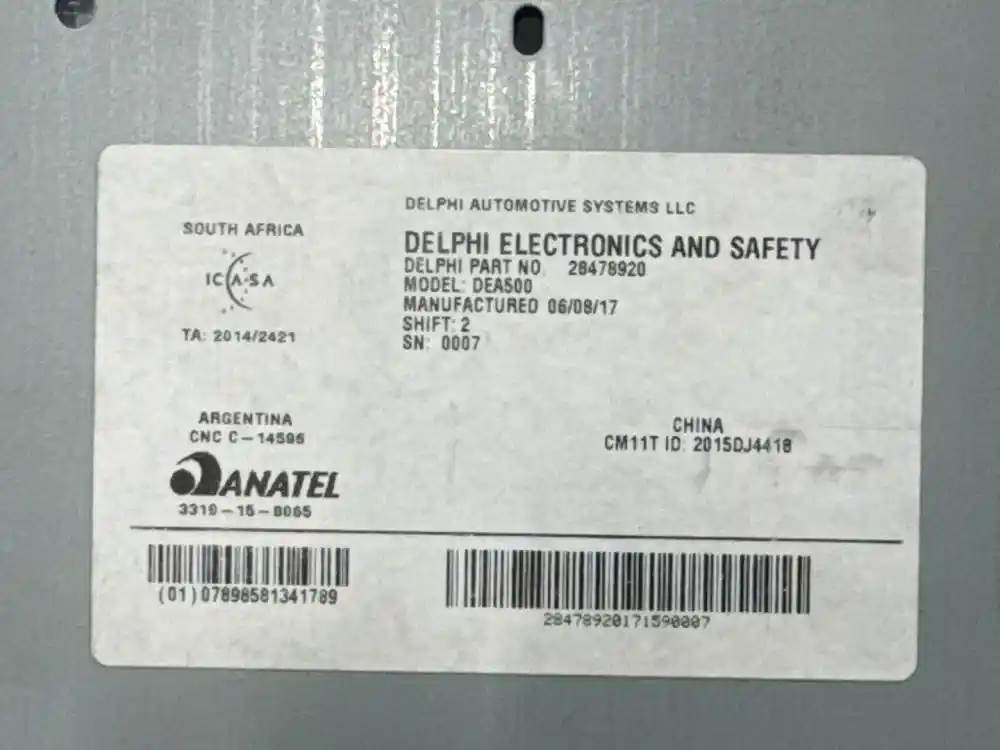 DELPHI AUTOMOTIVE SYSTEMS LLC
DELPHI ELECTRONICS AND SAFETY
DELPHI PART NO. 28478920
MODEL: DEA500
MANUFACTURED 06/08/17
SHIFT: 2
SN: 0007
SOUTH AFRICA
ICASA
TA: 2014/2421
ARGENTINA
CNC C-14595
ANATEL
3319-15-8065
CHINA
CM11T ID: 2015DJ4418
(01)07898581341789
28478920171590007